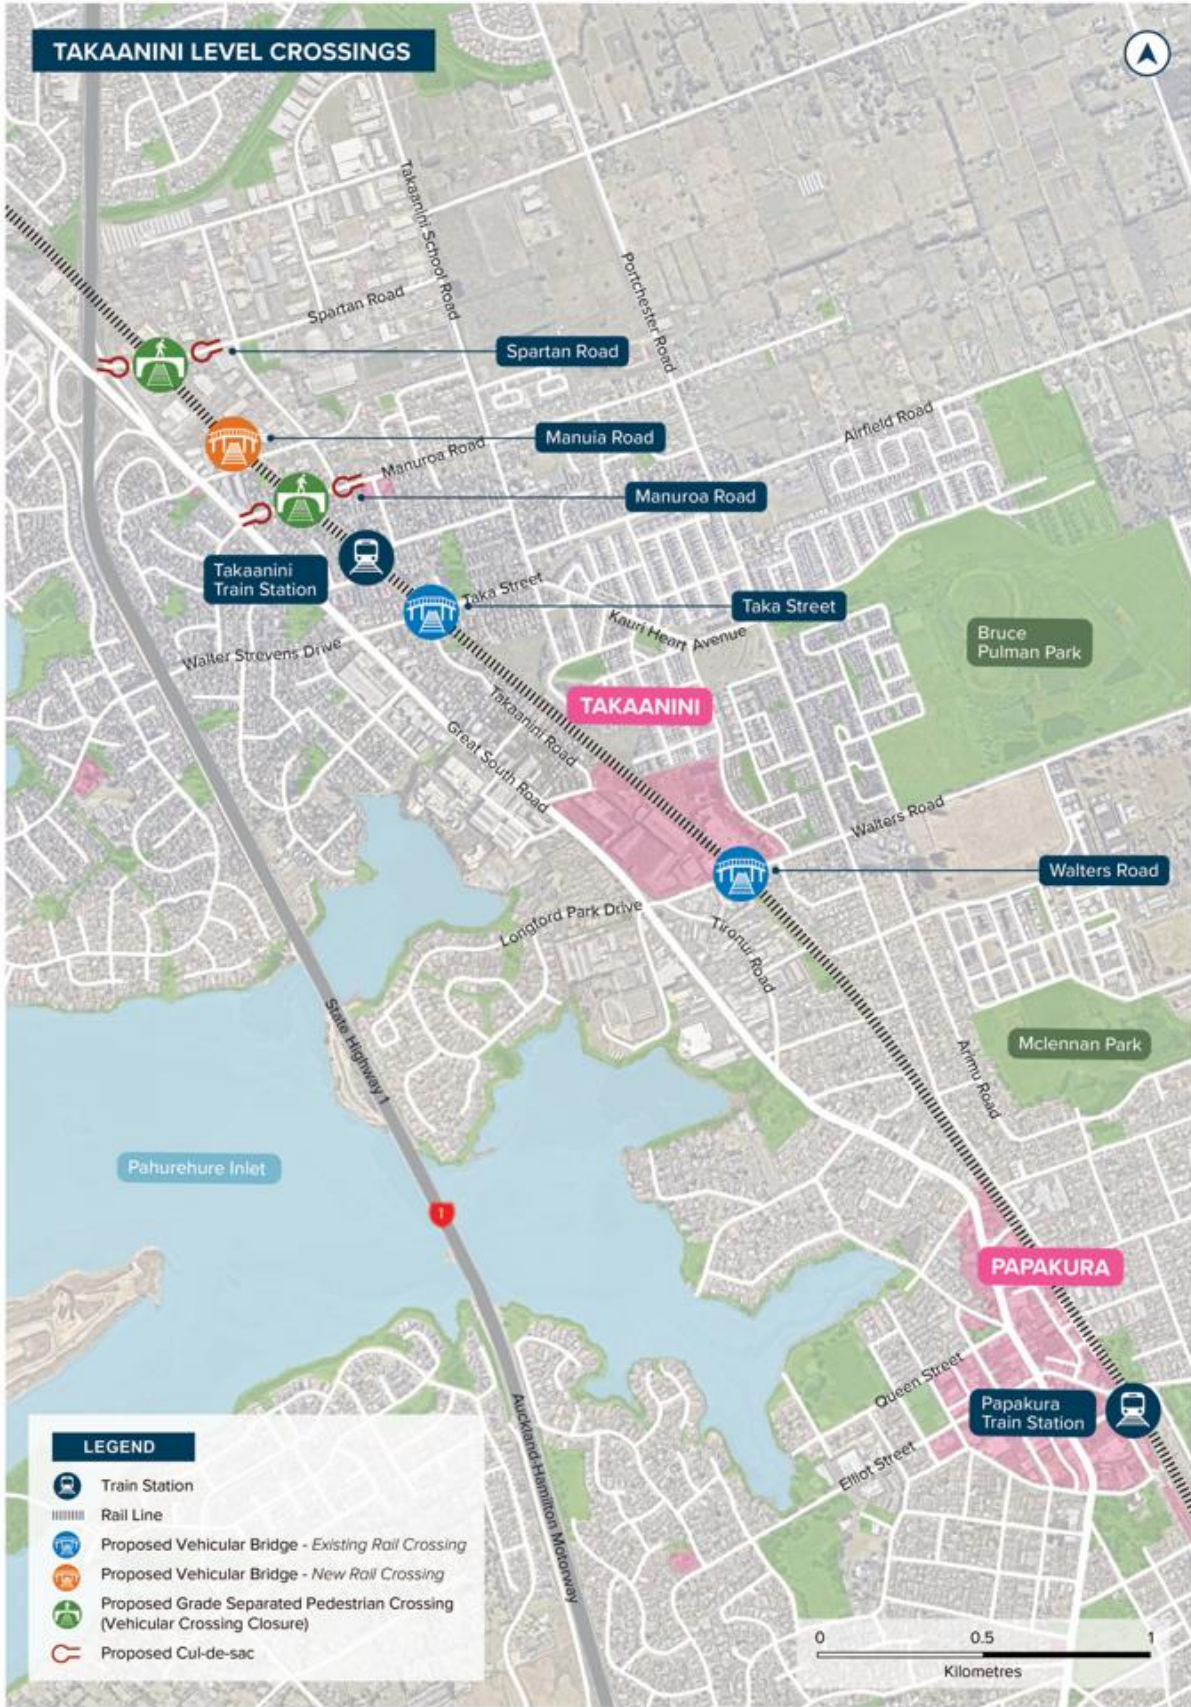 TAKAANINI LEVEL CROSSINGS
Takaanini School Road
Portchester Road
Spartan Road
Spartan Road
Manuia Road
Airfield Road
Manuroa Road
Manuroa Road
Takaanini
Train Station
Taka Street
Taka Street
Kauri Heart Avenue
Bruce
Pulman Park
Walter Strevens Drive
TAKAANINI
Takaanini Road
Great South Road
Walters Road
Walters Road
Longford Park Drive
Tironui Road
State Highway 1
Mclennan Park
Arimu Road
Pahurehure Inlet
1
PAPAKURA
Queen Street
Papakura
Train Station
Elliot Street
Auckland-Hamilton Motorway
LEGEND
Train Station
Rail Line
Proposed Vehicular Bridge - Existing Rail Crossing
Proposed Vehicular Bridge - New Rail Crossing
Proposed Grade Separated Pedestrian Crossing
(Vehicular Crossing Closure)
Proposed Cul-de-sac
0 0.5 1
Kilometres